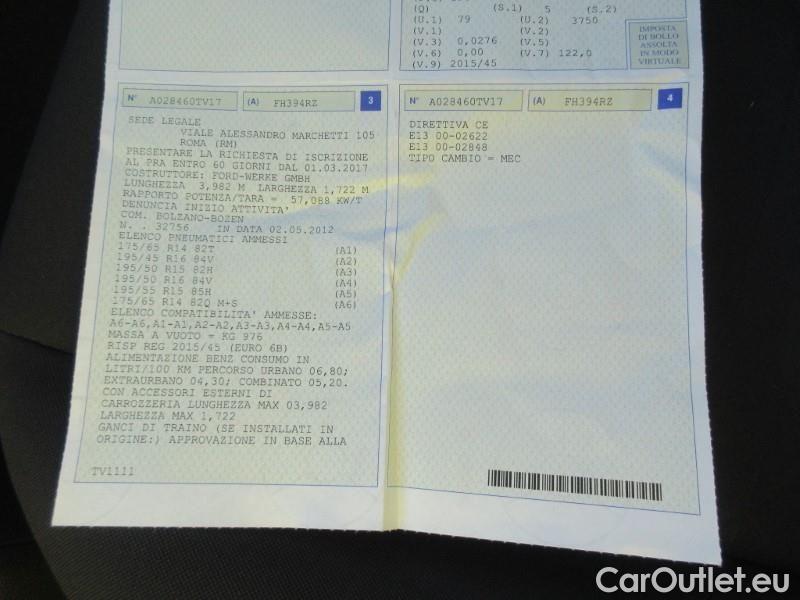 (Q) (S.1) 5 (S.2)
(U.1) 79 (U.2) 3750
(V.1) (V.2)
(V.3) 0,0276 (V.5)
(V.6) 0,00 (V.7) 122,0
(V.9) 2015/45
IMPOSTA
DI BOLLO
ASSOLTA
IN MODO
VIRTUALE
N° A028460TV17 (A) FH394RZ 3
SEDE LEGALE
VIALE ALESSANDRO MARCHETTI 105
ROMA (RM)
PRESENTARE LA RICHIESTA DI ISCRIZIONE
AL PRA ENTRO 60 GIORNI DAL 01.03.2017
COSTRUTTORE: FORD-WERKE GMBH
LUNGHEZZA 3,982 M LARGHEZZA 1,722 M
RAPPORTO POTENZA/TARA = 57,088 KW/T
DENUNCIA INIZIO ATTIVITA'
COM. BOLZANO-BOZEN
N. . 32756 IN DATA 02.05.2012
ELENCO PNEUMATICI AMMESSI
175/65 R14 82T (A1)
195/45 R16 84V (A2)
195/50 R15 82H (A3)
195/50 R16 84V (A4)
195/55 R15 85H (A5)
175/65 R14 82Q M+S (A6)
ELENCO COMPATIBILITA' AMMESSE:
A6-A6,A1-A1,A2-A2,A3-A3,A4-A4,A5-A5
MASSA A VUOTO = KG 976
RISP REG 2015/45 (EURO 6B)
ALIMENTAZIONE BENZ CONSUMO IN
LITRI/100 KM PERCORSO URBANO 06,80;
EXTRAURBANO 04,30; COMBINATO 05,20.
CON ACCESSORI ESTERNI DI
CARROZZERIA LUNGHEZZA MAX 03,982
LARGHEZZA MAX 1,722
GANCI DI TRAINO (SE INSTALLATI IN
ORIGINE:) APPROVAZIONE IN BASE ALLA
TV1111
N° A028460TV17 (A) FH394RZ 4
DIRETTIVA CE
E13 00-02622
E13 00-02848
TIPO CAMBIO = MEC
CarOutlet.eu